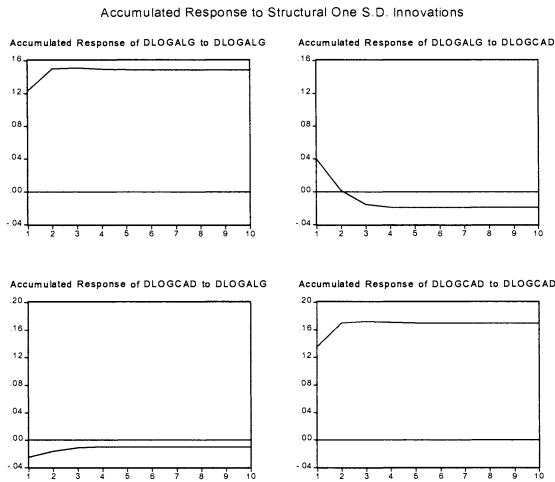 Accumulated Response to Structural One S.D. Innovations
Accumulated Response of DLOGALG to DLOGALG
.16
.12
.08
.04
.00
-.04
1 2 3 4 5 6 7 8 9 10
Accumulated Response of DLOGALG to DLOGCAD
.16
.12
.08
.04
.00
-.04
1 2 3 4 5 6 7 8 9 10
Accumulated Response of DLOGCAD to DLOGALG
.20
.16
.12
.08
.04
.00
-.04
1 2 3 4 5 6 7 8 9 10
Accumulated Response of DLOGCAD to DLOGCAD
.20
.16
.12
.08
.04
.00
-.04
1 2 3 4 5 6 7 8 9 10